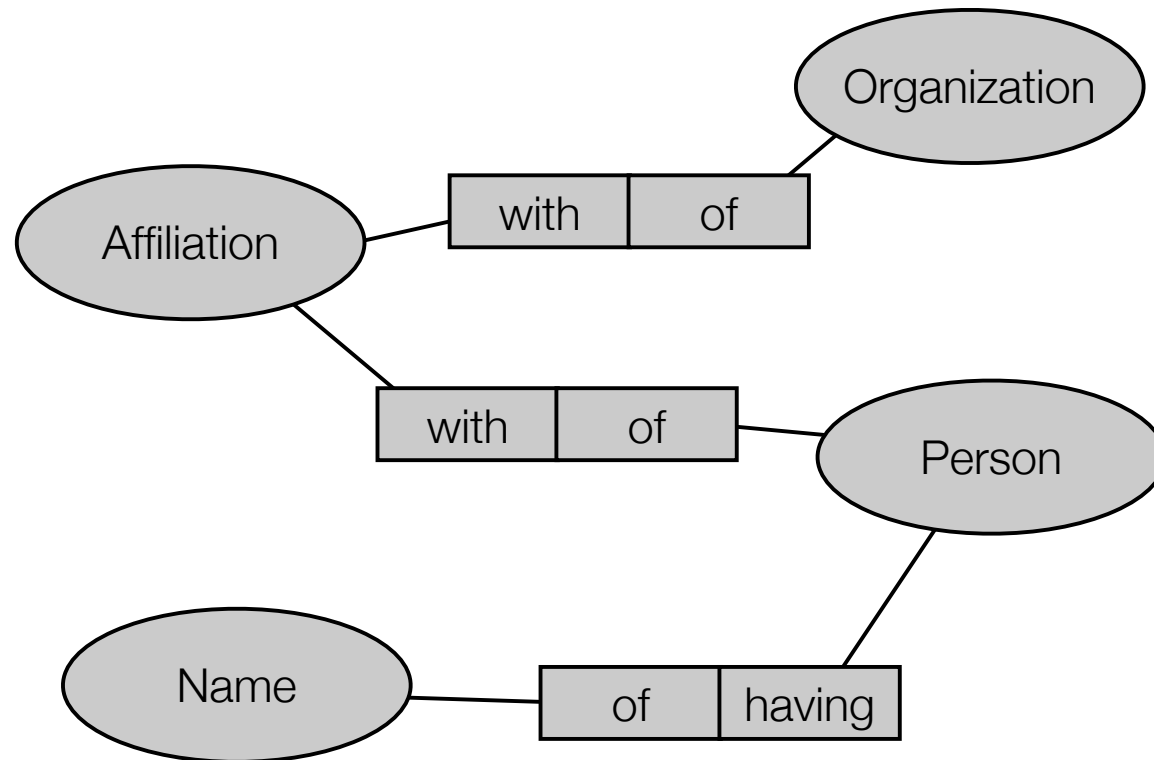 Organization
with of
Affiliation
with of
Person
Name
of having